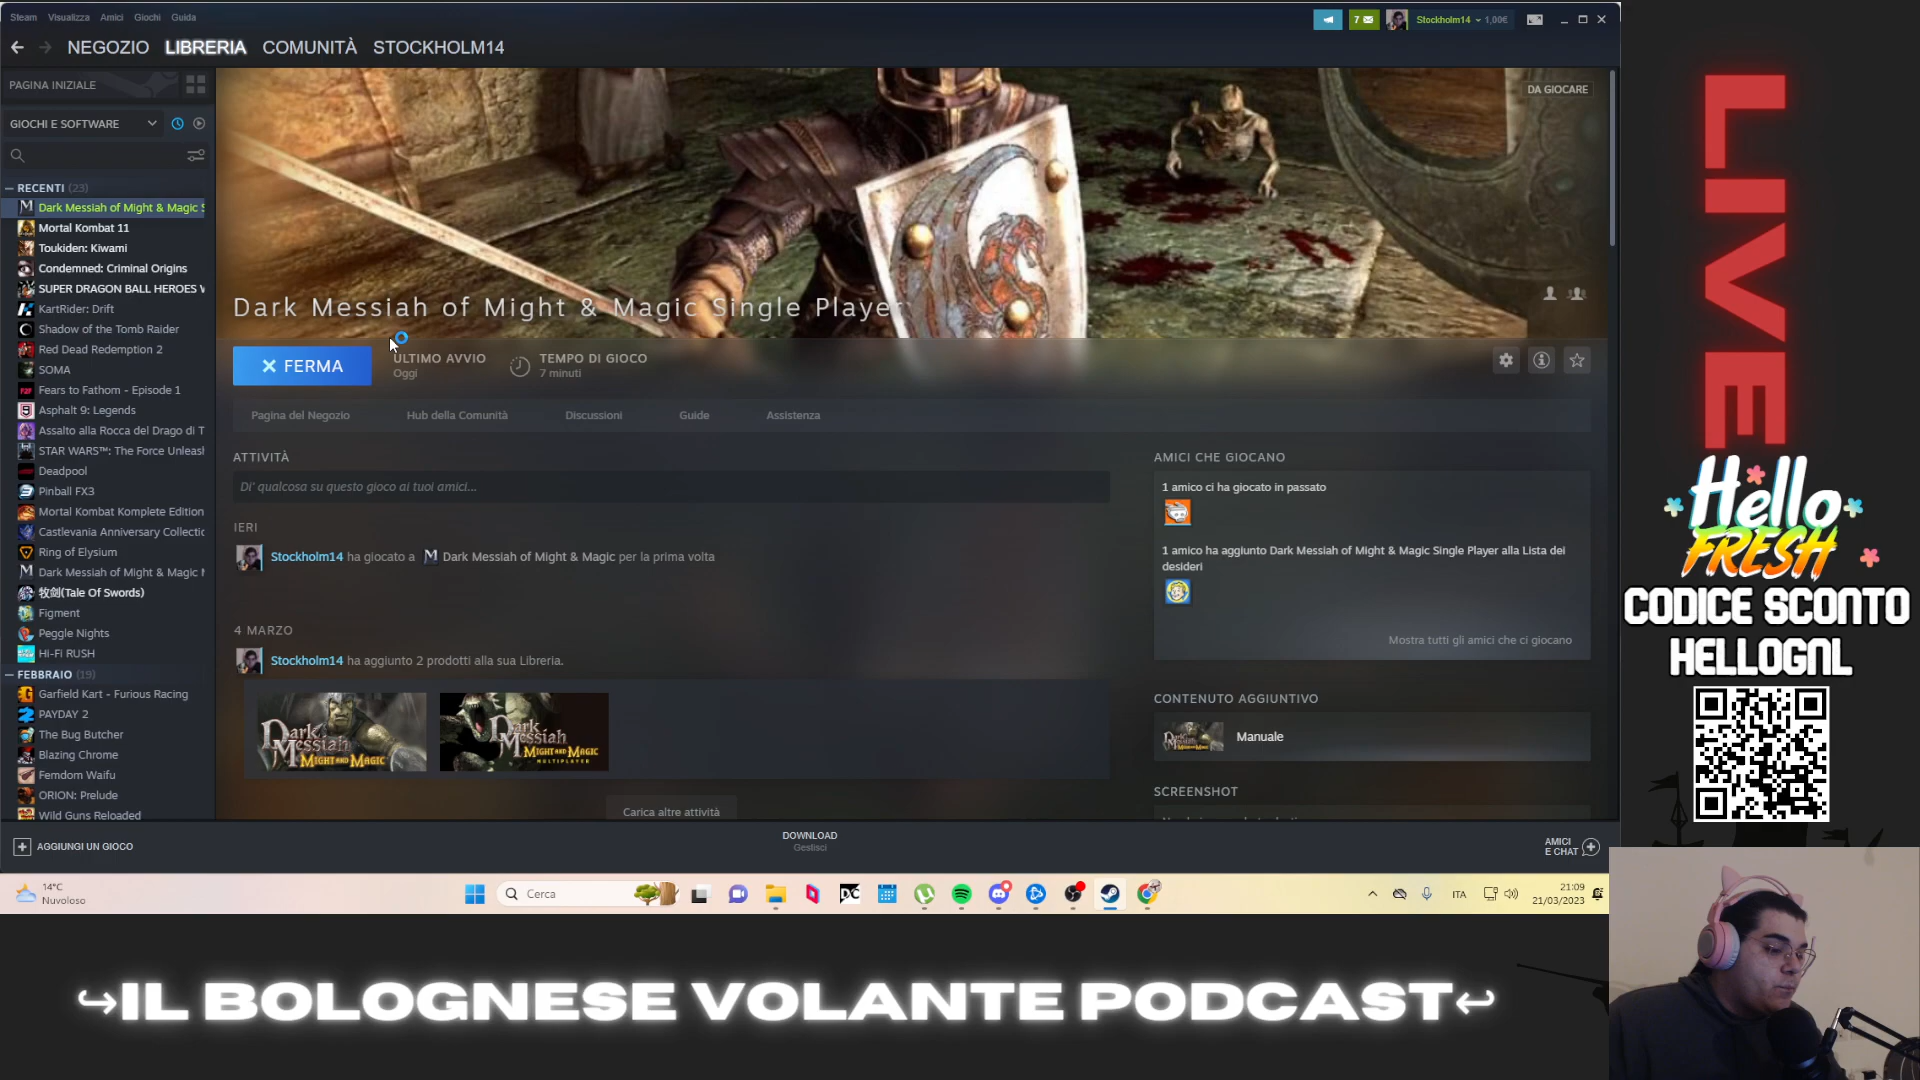 Steam Visualizza Amici Giochi Guida
7 Stockholm14 1,00€
NEGOZIO LIBRERIA COMUNITÀ STOCKHOLM14
PAGINA INIZIALE
GIOCHI E SOFTWARE
RECENTI (23)
Dark Messiah of Might & Magic S
Mortal Kombat 11
Toukiden: Kiwami
Condemned: Criminal Origins
SUPER DRAGON BALL HEROES
KartRider: Drift
Shadow of the Tomb Raider
Red Dead Redemption 2
SOMA
Fears to Fathom - Episode 1
Asphalt 9: Legends
Assalto alla Rocca del Drago di T
STAR WARS™: The Force Unleash
Deadpool
Pinball FX3
Mortal Kombat Komplete Edition
Castlevania Anniversary Collectic
Ring of Elysium
Dark Messiah of Might & Magic
牧剑(Tale Of Swords)
Figment
Peggle Nights
Hi-Fi RUSH
FEBBRAIO (19)
Garfield Kart - Furious Racing
PAYDAY 2
The Bug Butcher
Blazing Chrome
Femdom Waifu
ORION: Prelude
Wild Guns Reloaded
AGGIUNGI UN GIOCO
DA GIOCARE
Dark Messiah of Might & Magic Single Player
FERMA
ULTIMO AVVIO
Oggi
TEMPO DI GIOCO
7 minuti
Pagina del Negozio Hub della Comunità Discussioni Guide Assistenza
ATTIVITÀ
Di' qualcosa su questo gioco ai tuoi amici...
IERI
Stockholm14 ha giocato a Dark Messiah of Might & Magic per la prima volta
4 MARZO
Stockholm14 ha aggiunto 2 prodotti alla sua Libreria.
Dark Messiah MIGHT AND MAGIC
Dark Messiah MIGHT AND MAGIC MULTIPLAYER
Carica altre attività
AMICI CHE GIOCANO
1 amico ci ha giocato in passato
1 amico ha aggiunto Dark Messiah of Might & Magic Single Player alla Lista dei
desideri
Mostra tutti gli amici che ci giocano
CONTENUTO AGGIUNTIVO
Manuale
SCREENSHOT
DOWNLOAD
Gestisci
AMICI
E CHAT
14°C
Nuvoloso
Cerca
ITA
21:09
21/03/2023
LIVE
Hello
FRESH
CODICE SCONTO
HELLOGNL
↪IL BOLOGNESE VOLANTE PODCAST↩